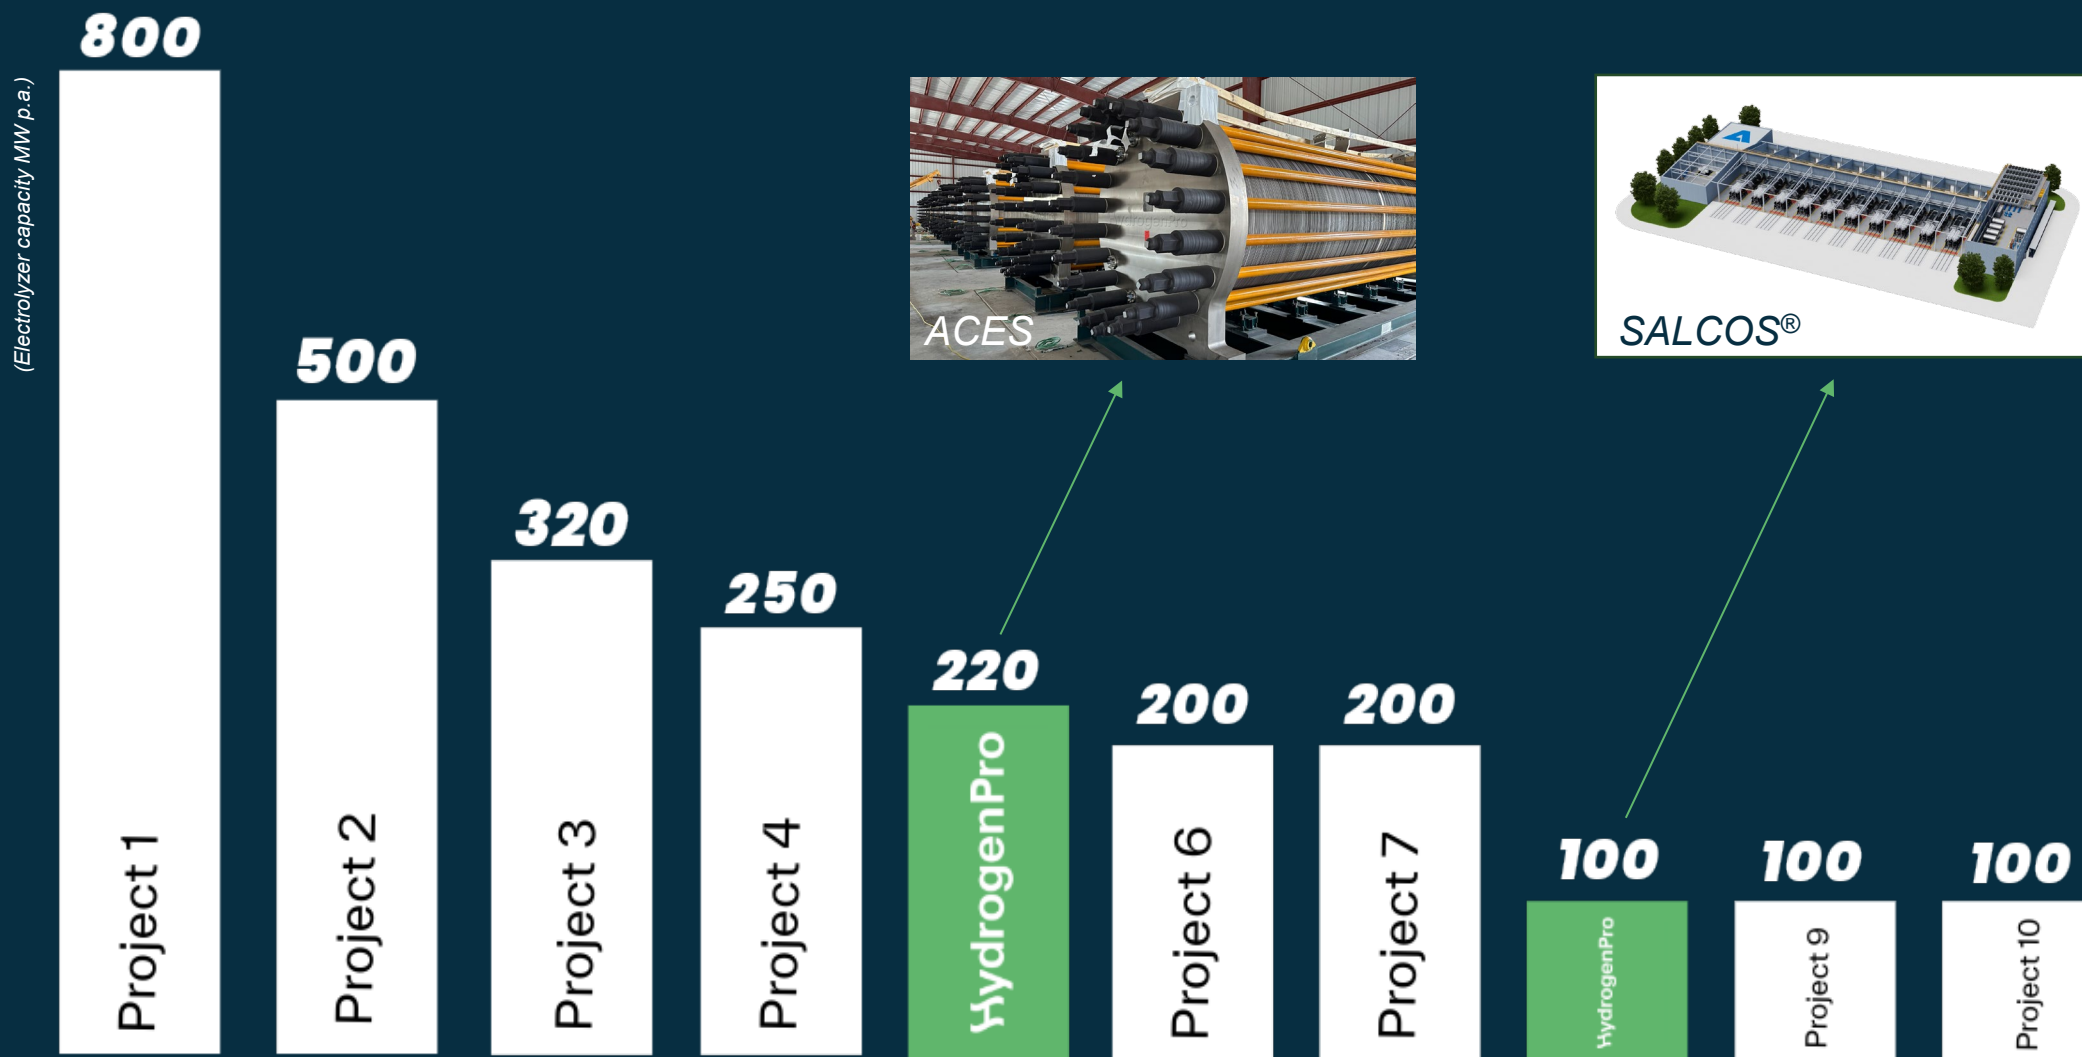 (Electrolyzer capacity MW p.a.)
800
Project 1
500
Project 2
320
Project 3
250
Project 4
220
HydrogenPro
ACES
200
Project 6
200
Project 7
100
HydrogenPro
SALCOS®
100
Project 9
100
Project 10